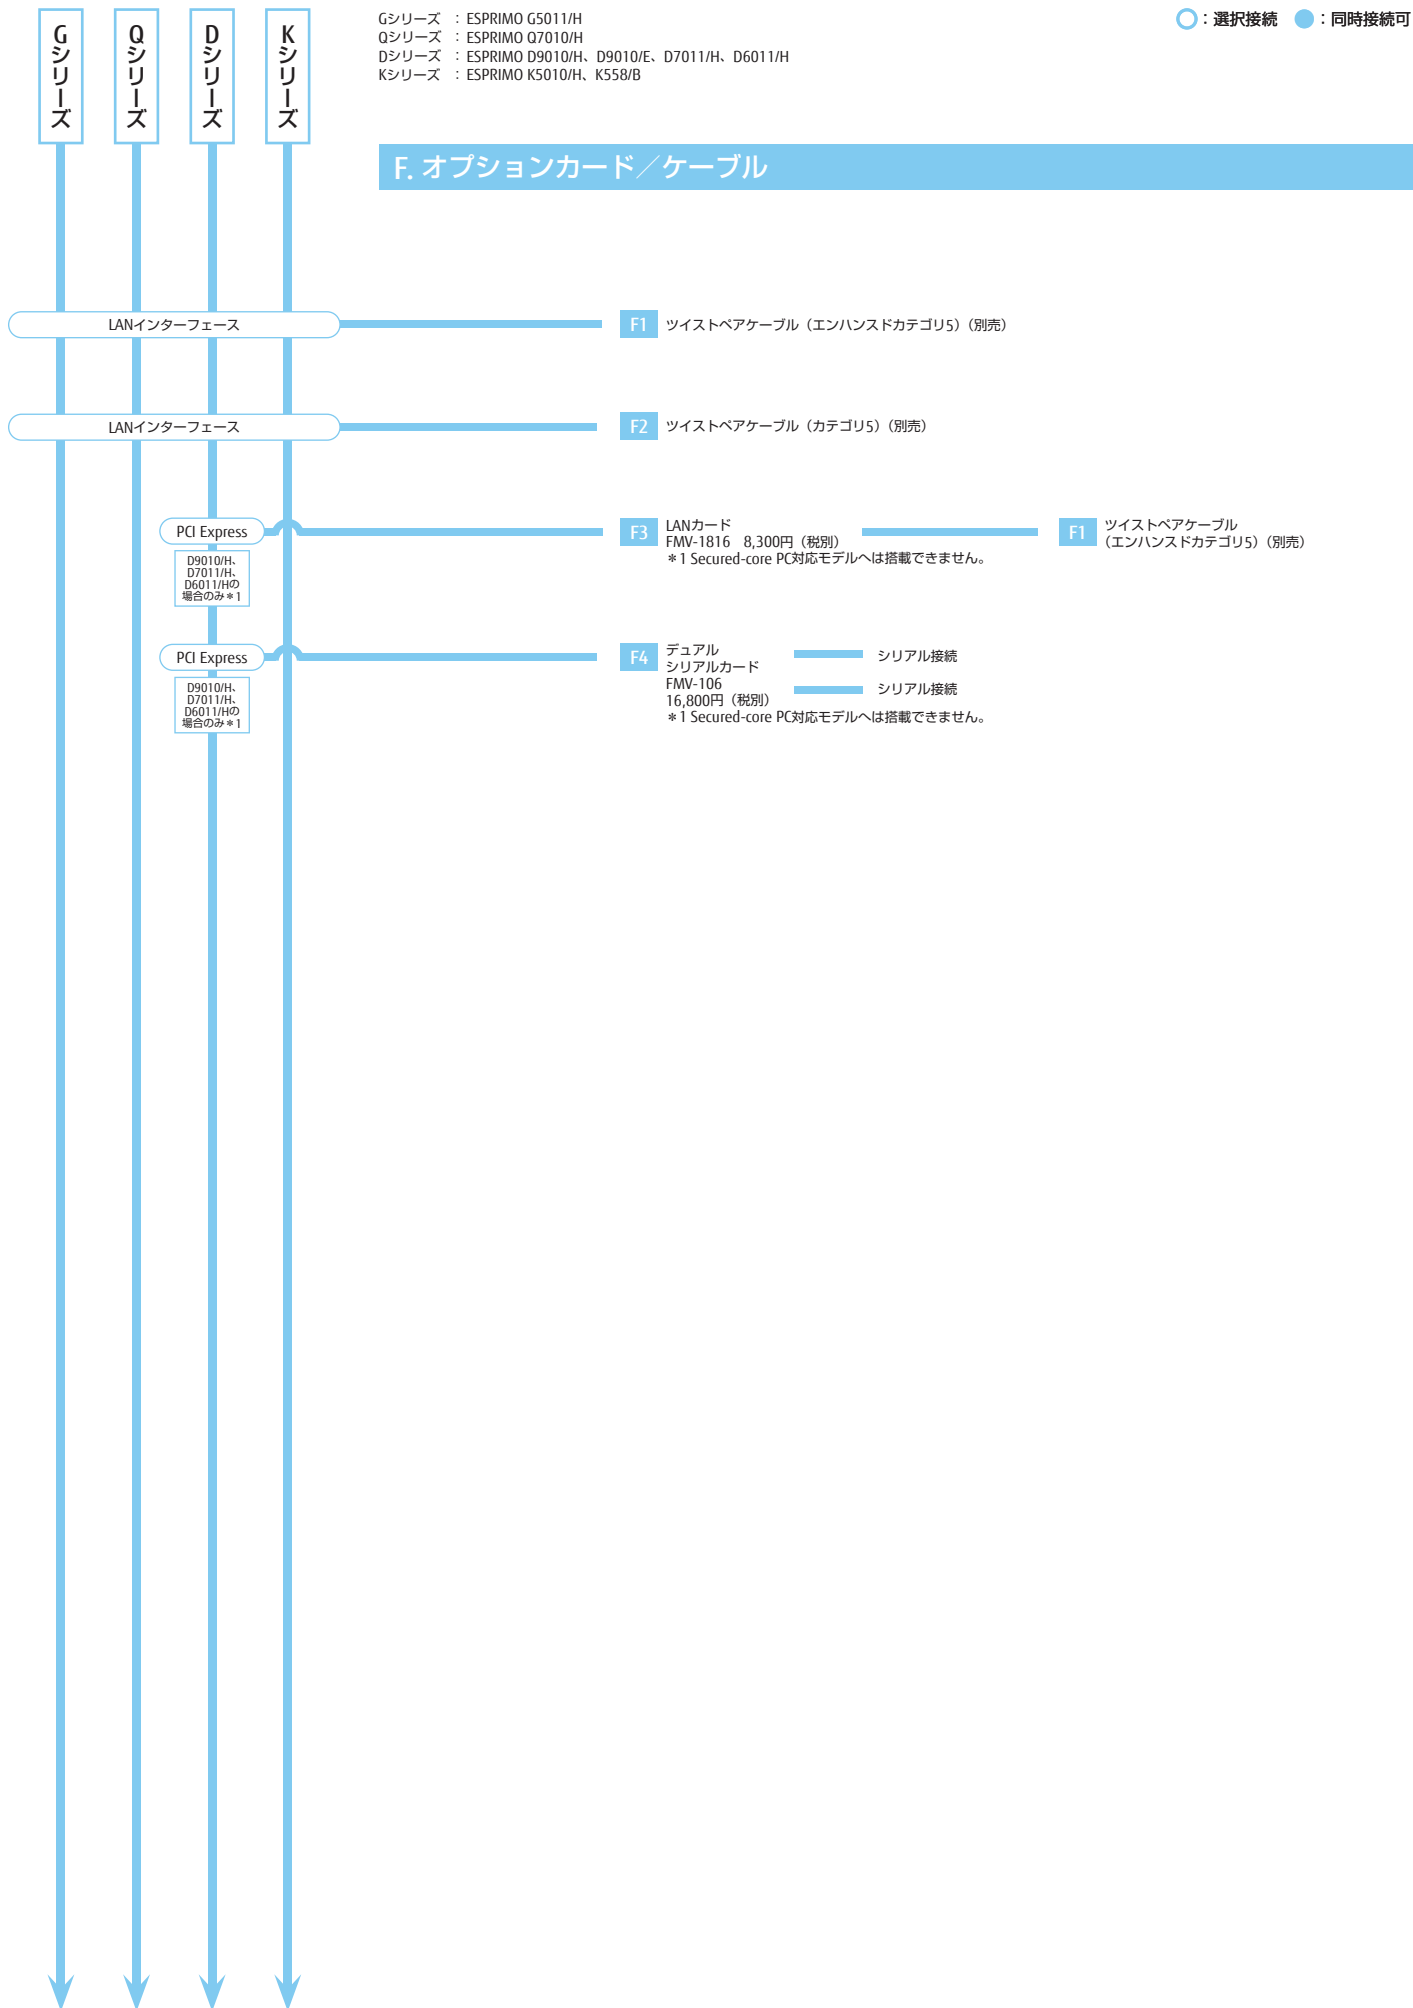 Gシリーズ
Qシリーズ
Dシリーズ
Kシリーズ
Gシリーズ ： ESPRIMO G5011/H
Qシリーズ ： ESPRIMO Q7010/H
Dシリーズ ： ESPRIMO D9010/H、D9010/E、D7011/H、D6011/H
Kシリーズ ： ESPRIMO K5010/H、K558/B
：選択接続 ：同時接続可
F. オプションカード／ケーブル
LANインターフェース
F1 ツイストペアケーブル（エンハンスドカテゴリ5）（別売）
LANインターフェース
F2 ツイストペアケーブル（カテゴリ5）（別売）
PCI Express
D9010/H、
D7011/H、
D6011/Hの
場合のみ＊1
F3 LANカード
FMV-1816 8,300円（税別）
＊1 Secured-core PC対応モデルへは搭載できません。
F1 ツイストペアケーブル
（エンハンスドカテゴリ5）（別売）
PCI Express
D9010/H、
D7011/H、
D6011/Hの
場合のみ＊1
F4 デュアル
シリアルカード
FMV-106
16,800円（税別）
＊1 Secured-core PC対応モデルへは搭載できません。
シリアル接続
シリアル接続